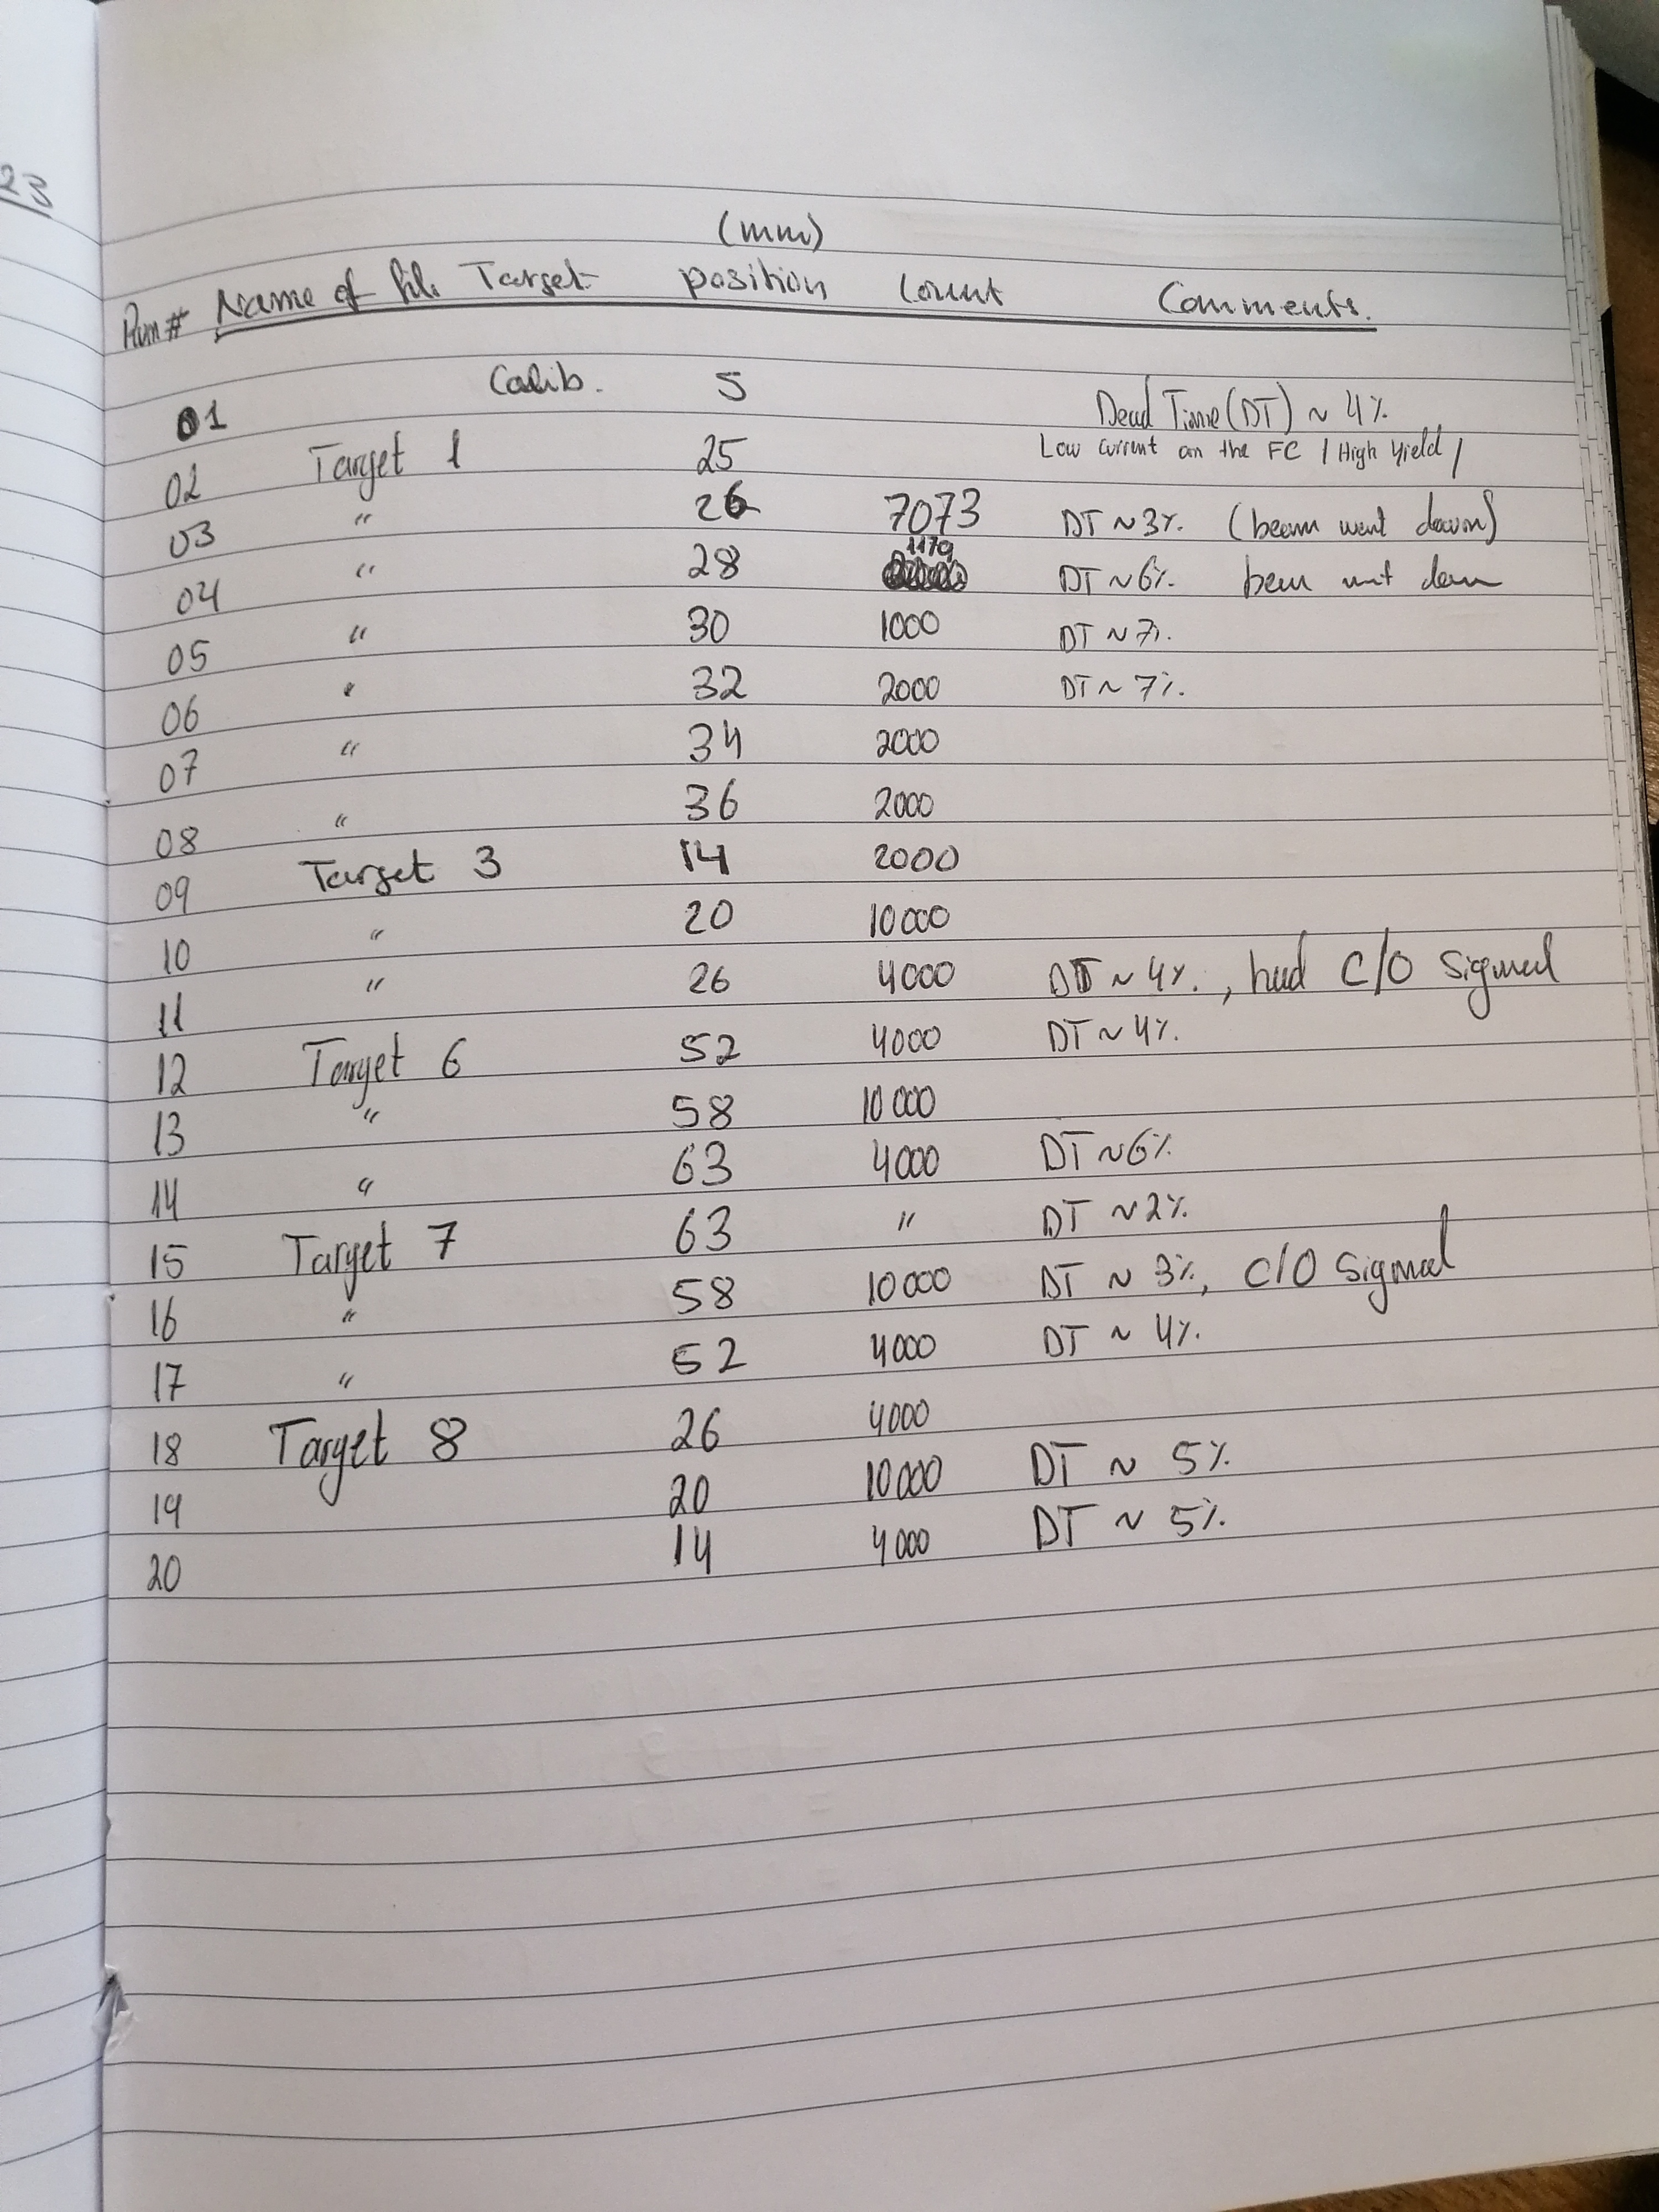 23
(mm)
Run# Name of file Target position Count Comments.
01 Calib. 5 Dead Time (DT) ~ 4%
02 Target 1 25 Low current on the FC / High Yield /
03 " 26 7073 DT ~3% (beam went down)
04 " 28 1179 DT ~6% beam went down
05 " 30 1000 DT ~7%
06 " 32 2000 DT ~ 7%
07 " 34 2000
08 " 36 2000
09 Target 3 14 2000
10 " 20 10000
11 " 26 4000 DT ~ 4%, had C/O signal
12 Target 6 52 4000 DT ~ 4%
13 " 58 10000
14 " 63 4000 DT ~6%
15 Target 7 63 " DT ~2%
16 " 58 10000 DT ~ 3%, C/O signal
17 " 52 4000 DT ~ 4%
18 Target 8 26 4000
19 20 10000 DT ~ 5%
20 14 4000 DT ~ 5%